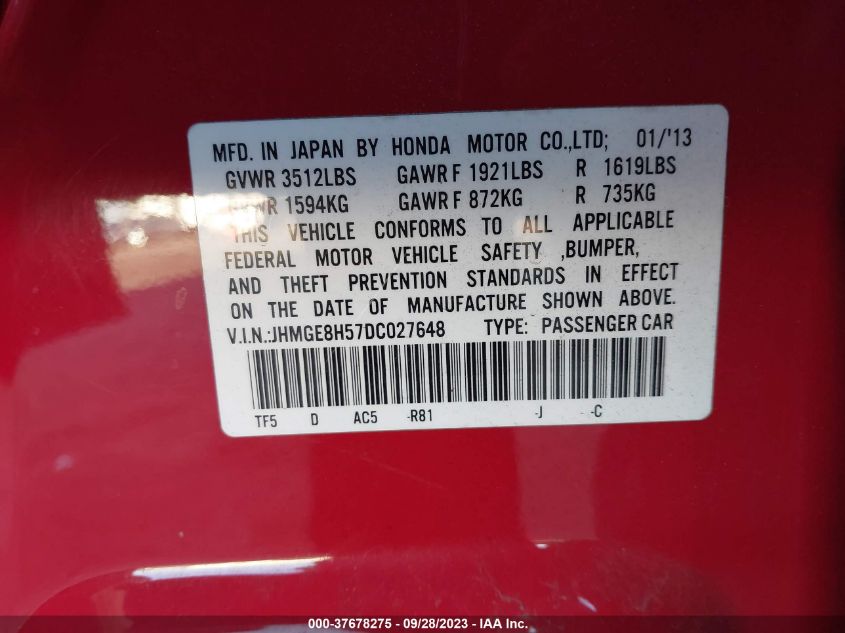 MFD. IN JAPAN BY HONDA MOTOR CO.,LTD; 01/'13
GVWR 3512LBS GAWR F 1921LBS R 1619LBS
GVWR 1594KG GAWR F 872KG R 735KG
THIS VEHICLE CONFORMS TO ALL APPLICABLE
FEDERAL MOTOR VEHICLE SAFETY ,BUMPER,
AND THEFT PREVENTION STANDARDS IN EFFECT
ON THE DATE OF MANUFACTURE SHOWN ABOVE.
V.I.N.:JHMGE8H57DC027648 TYPE: PASSENGER CAR
TF5 D AC5 -R81 -J -C
000-37678275 - 09/28/2023 - IAA Inc.